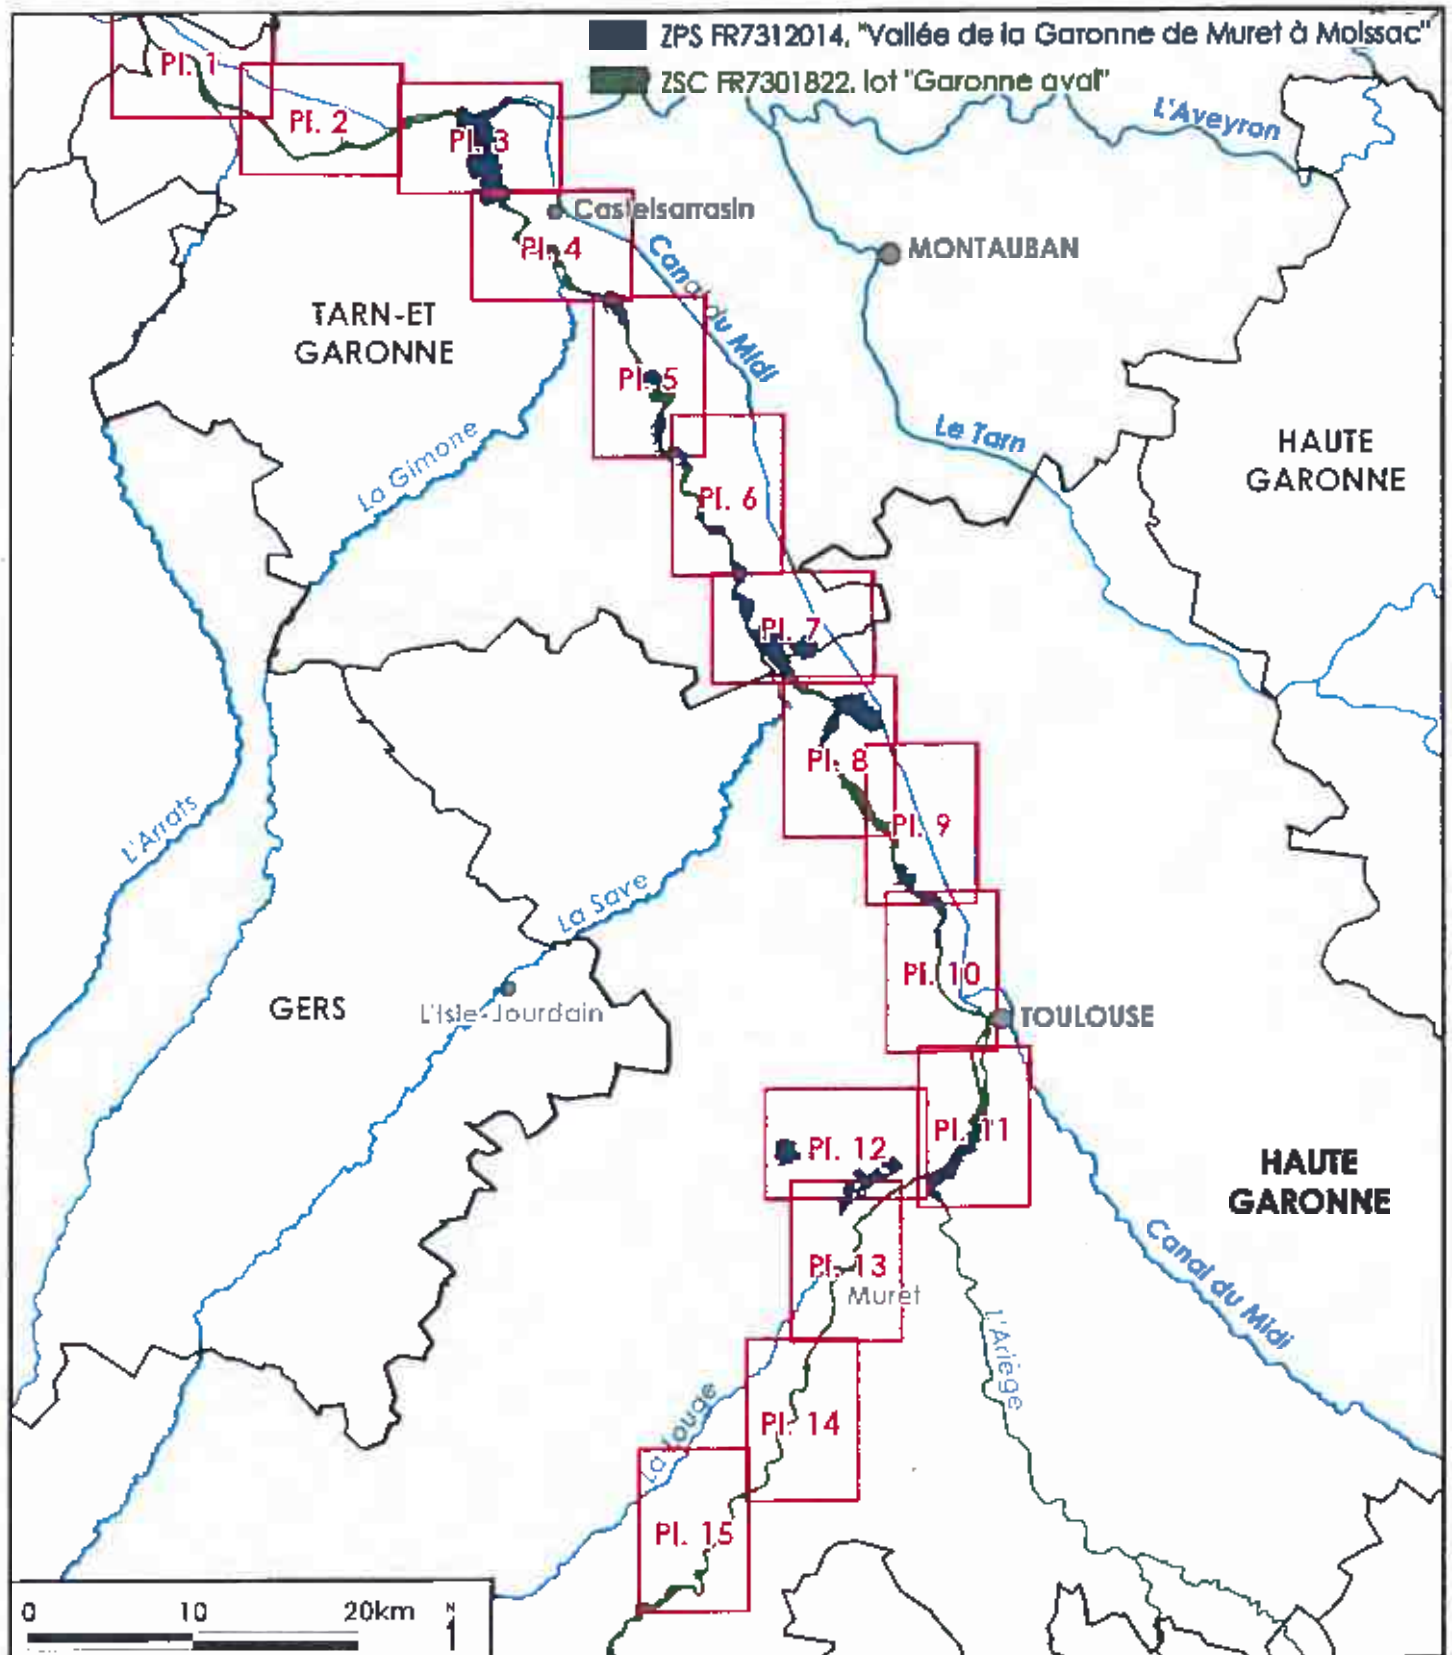 ZPS FR7312014, "Vallée de la Garonne de Muret à Moissac"
ZSC FR7301822, lot "Garonne aval"
Pl. 1
Pl. 2
Pl. 3
L'Aveyron
Castelsarrasin
Pl. 4
Canal du Midi
MONTAUBAN
TARN-ET
GARONNE
Pl. 5
La Gimone
Le Tarn
HAUTE
GARONNE
Pl. 6
Pl. 7
Pl. 8
L'Arrats
Pl. 9
La Save
Pl. 10
GERS
L'Isle-Jourdain
TOULOUSE
Pl. 11
Pl. 12
HAUTE
GARONNE
Pl. 13
Muret
Canal du Midi
L'Ariège
La Louge
Pl. 14
Pl. 15
0 10 20km
N